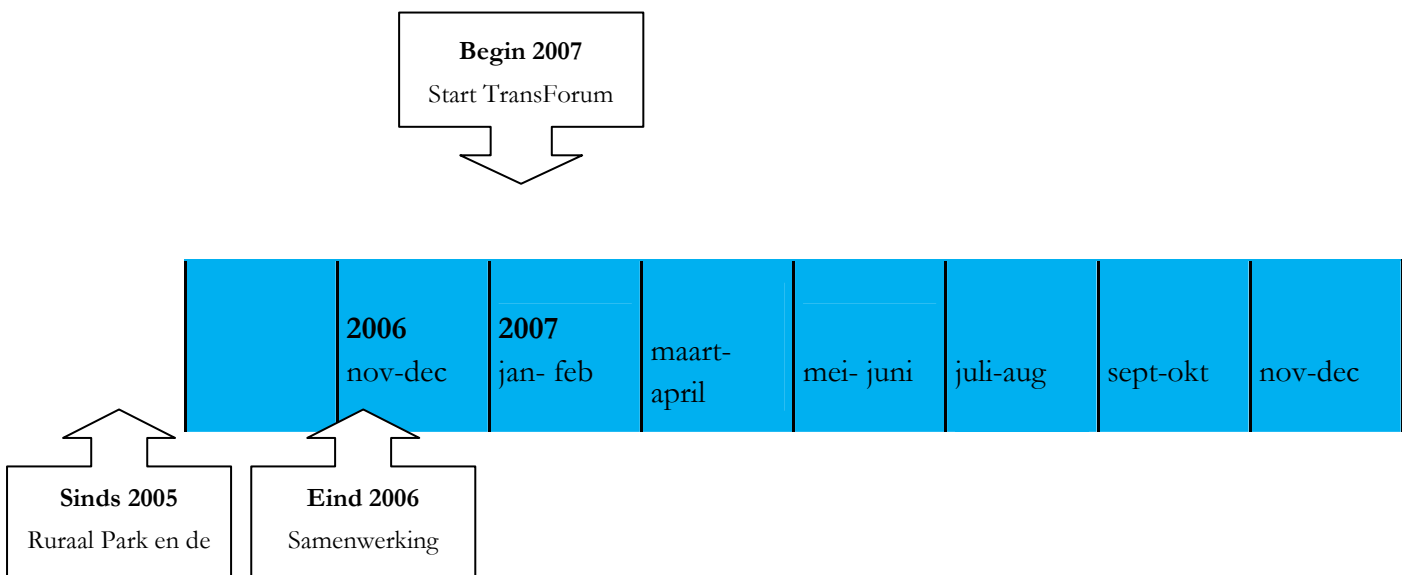 Begin 2007
Start TransForum
2006
nov-dec
2007
jan- feb
maart-
april
mei- juni
juli-aug
sept-okt
nov-dec
Sinds 2005
Ruraal Park en de
Eind 2006
Samenwerking